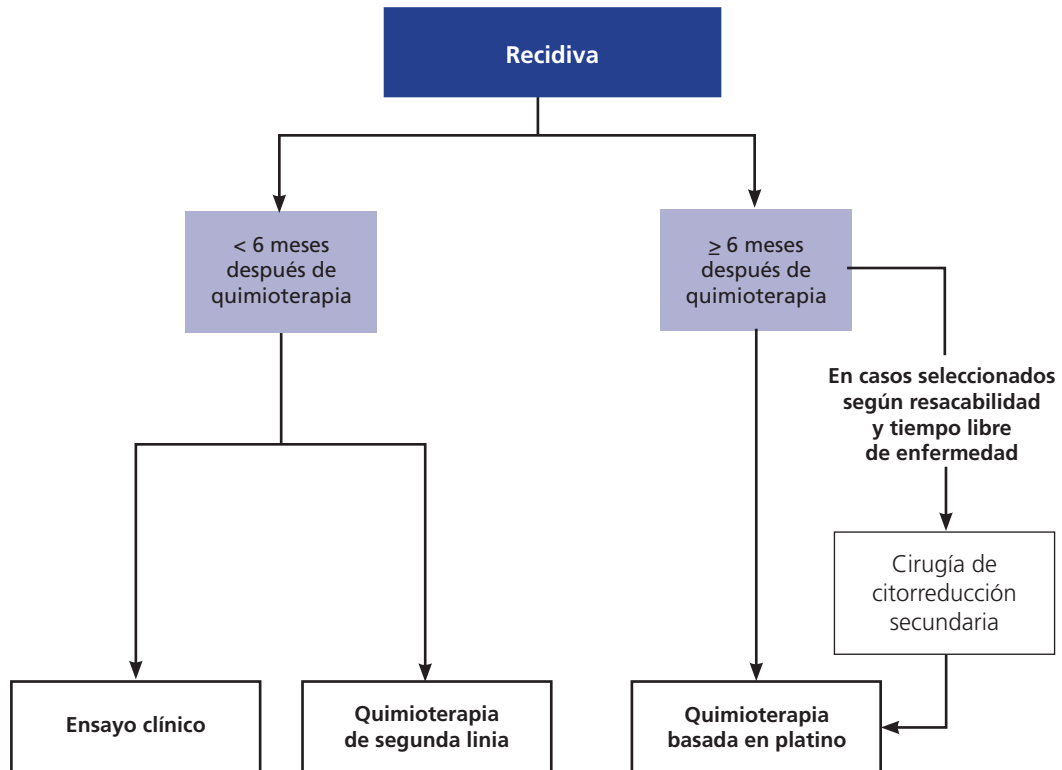 Recidiva
< 6 meses
después de
quimioterapia
≥ 6 meses
después de
quimioterapia
En casos seleccionados
según resacabilidad
y tiempo libre
de enfermedad
Cirugía de
citorreducción
secundaria
Ensayo clínico
Quimioterapia
de segunda linia
Quimioterapia
basada en platino